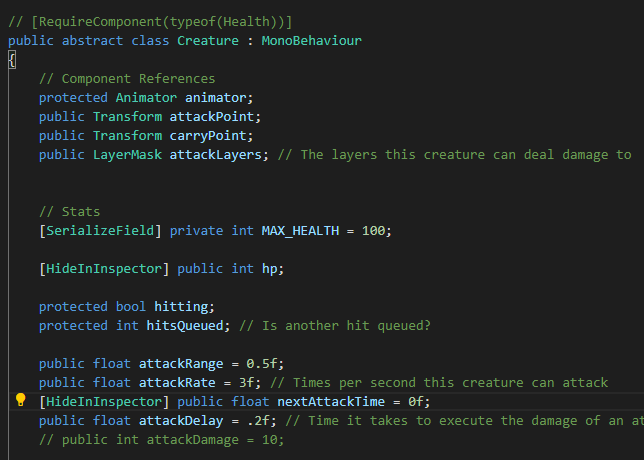 // [RequireComponent(typeof(Health))]
public abstract class Creature : MonoBehaviour
{
// Component References
protected Animator animator;
public Transform attackPoint;
public Transform carryPoint;
public LayerMask attackLayers; // The layers this creature can deal damage to
// Stats
[SerializeField] private int MAX_HEALTH = 100;
[HideInInspector] public int hp;
protected bool hitting;
protected int hitsQueued; // Is another hit queued?
public float attackRange = 0.5f;
public float attackRate = 3f; // Times per second this creature can attack
[HideInInspector] public float nextAttackTime = 0f;
public float attackDelay = .2f; // Time it takes to execute the damage of an at
// public int attackDamage = 10;